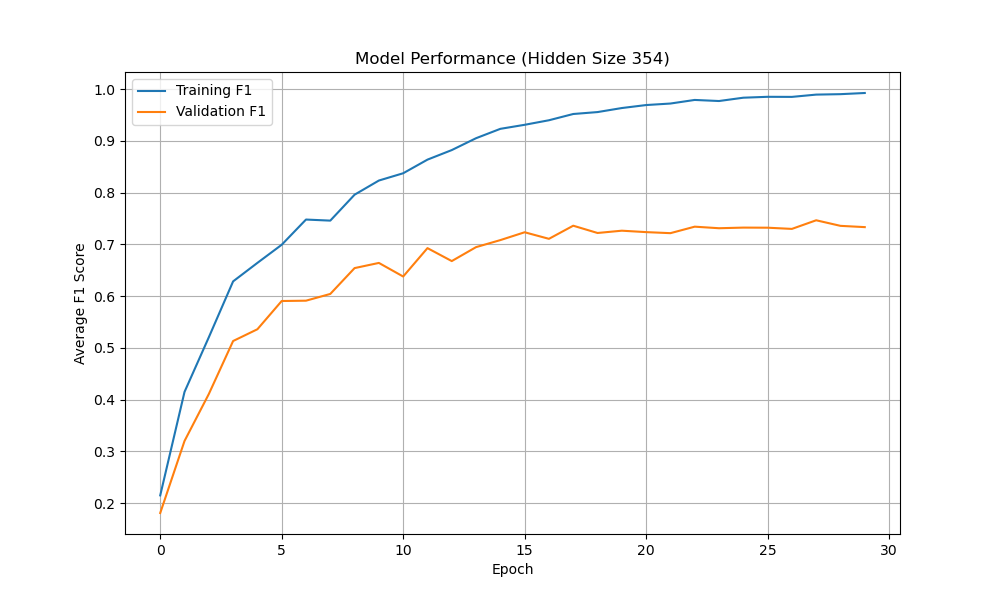 Model Performance (Hidden Size 354)
Training F1
Validation F1
Average F1 Score
1.0
0.9
0.8
0.7
0.6
0.5
0.4
0.3
0.2
0 5 10 15 20 25 30
Epoch